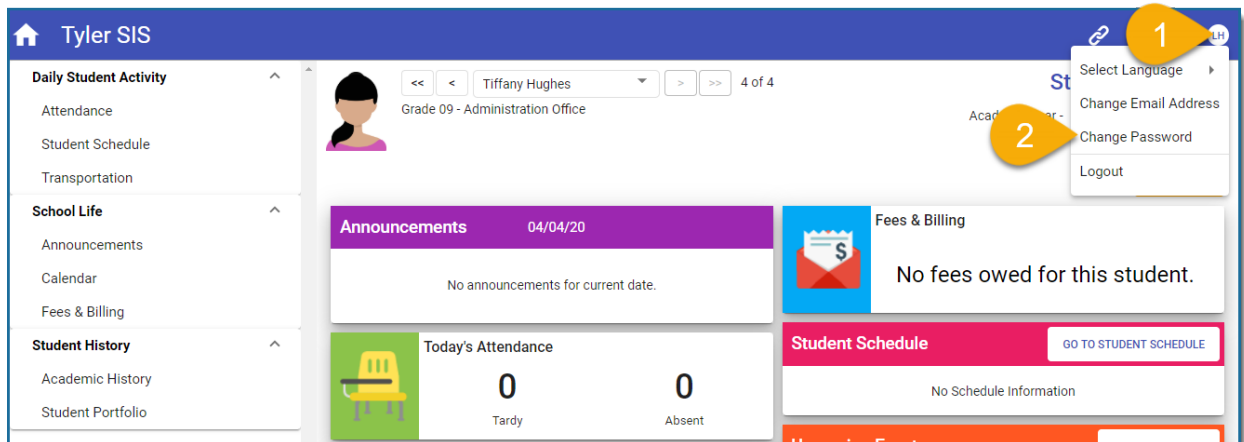 Tyler SIS
1
LH
Daily Student Activity
Attendance
Student Schedule
Transportation
School Life
Announcements
Calendar
Fees & Billing
Student History
Academic History
Student Portfolio
<< < Tiffany Hughes > >> 4 of 4
Grade 09 - Administration Office
Select Language
Change Email Address
2
Change Password
Logout
Announcements 04/04/20
No announcements for current date.
Fees & Billing
$
No fees owed for this student.
Today's Attendance
0 0
Tardy Absent
Student Schedule GO TO STUDENT SCHEDULE
No Schedule Information